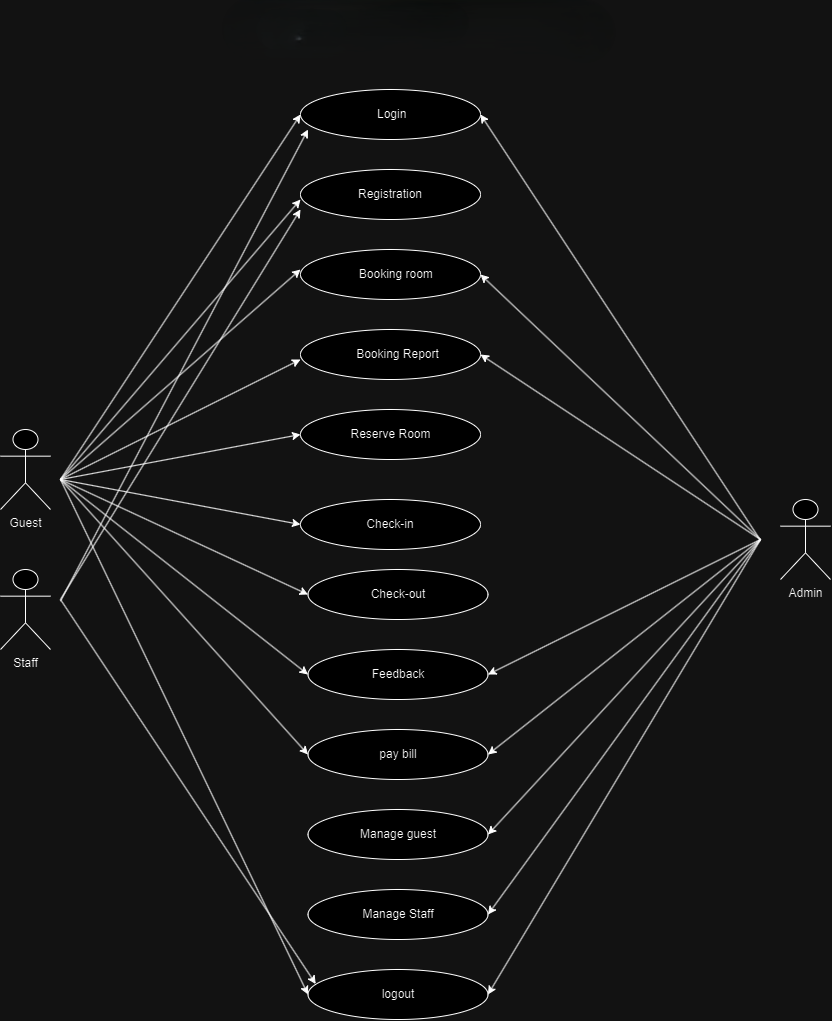 Login
Registration
Booking room
Booking Report
Reserve Room
Guest
Check-in
Check-out
Admin
Staff
Feedback
pay bill
Manage guest
Manage Staff
logout